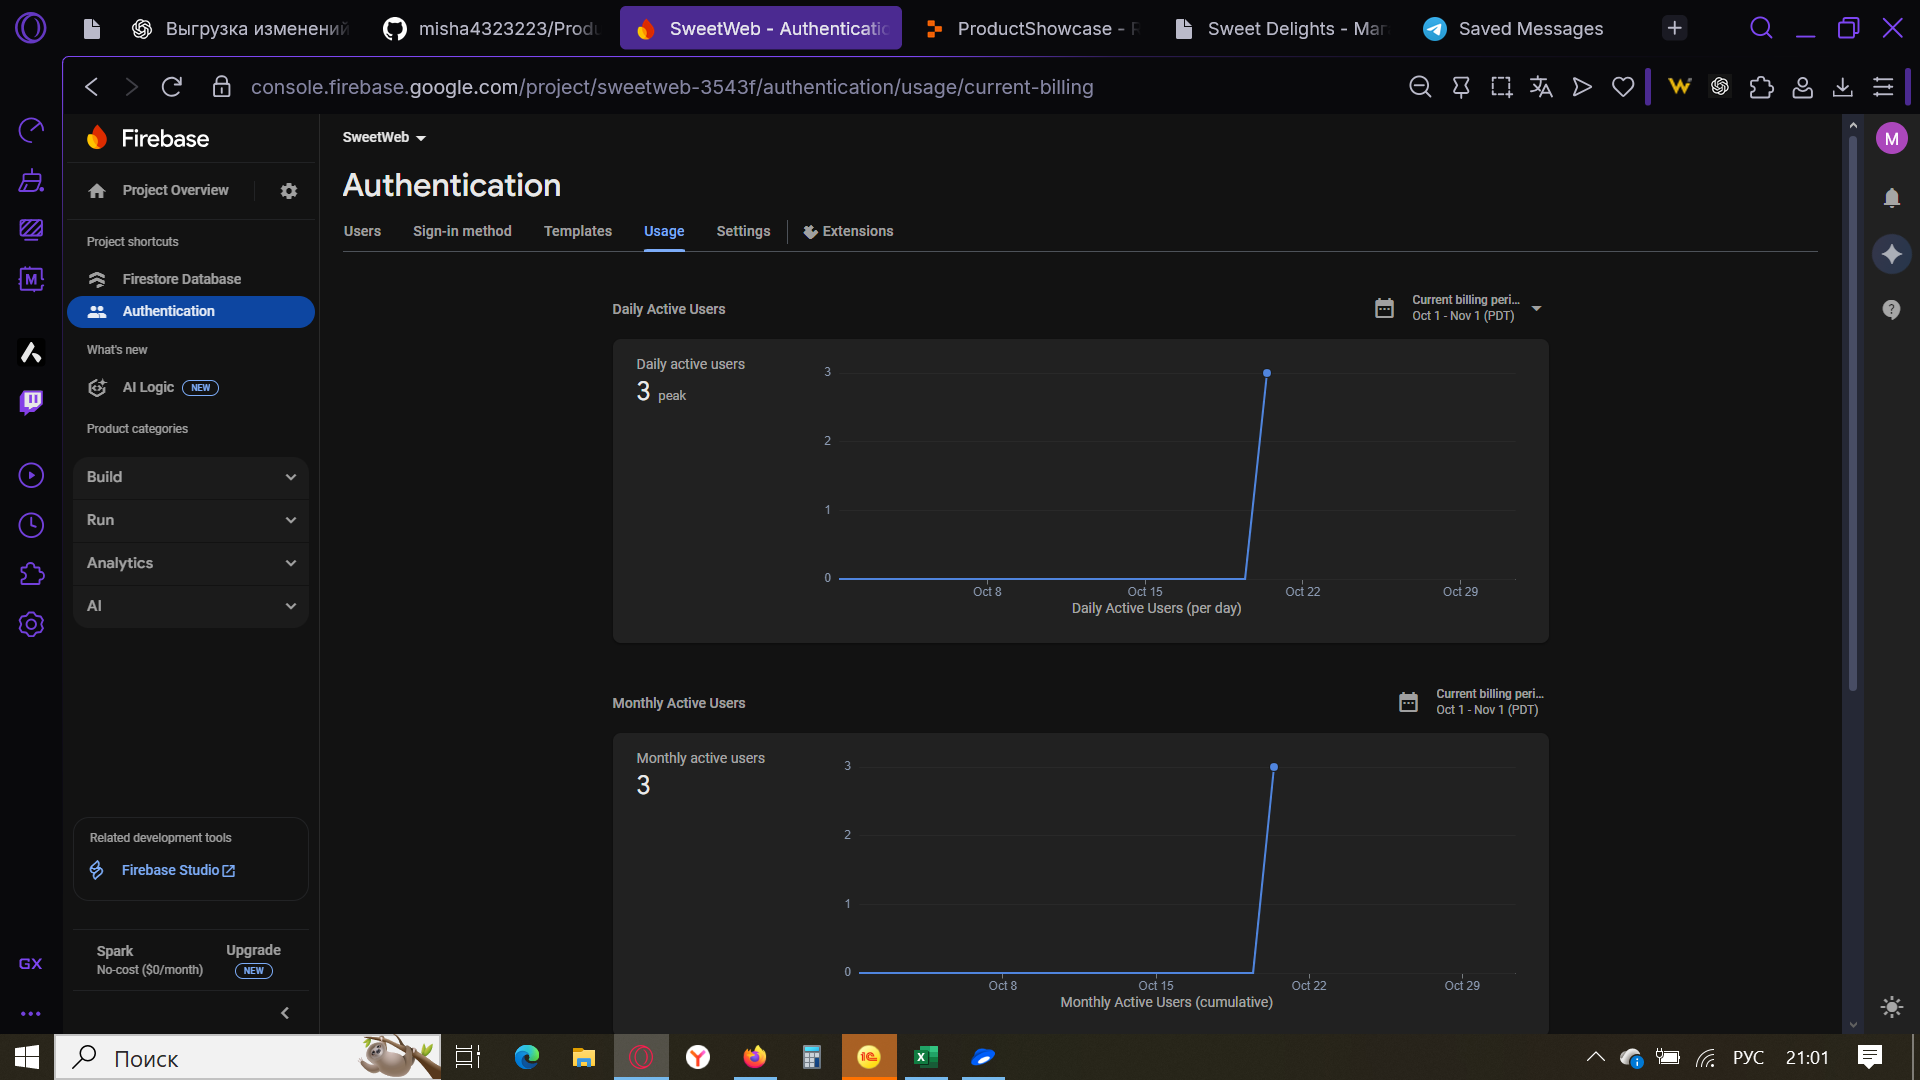 Выгрузка изменений
misha4323223/Produ
SweetWeb - Authenticatio
ProductShowcase - R
Sweet Delights - Mar
Saved Messages
console.firebase.google.com/project/sweetweb-3543f/authentication/usage/current-billing
Firebase
Project Overview
Project shortcuts
Firestore Database
Authentication
What's new
AI Logic
NEW
Product categories
Build
Run
Analytics
AI
Related development tools
Firebase Studio
Spark
No-cost ($0/month)
Upgrade
NEW
GX
SweetWeb
Authentication
Users
Sign-in method
Templates
Usage
Settings
Extensions
Daily Active Users
Current billing peri...
Oct 1 - Nov 1 (PDT)
Daily active users
3 peak
3
2
1
0
Oct 8
Oct 15
Oct 22
Oct 29
Daily Active Users (per day)
Monthly Active Users
Current billing peri...
Oct 1 - Nov 1 (PDT)
Monthly active users
3
3
2
1
0
Oct 8
Oct 15
Oct 22
Oct 29
Monthly Active Users (cumulative)
M
M
Поиск
РУС
21:01